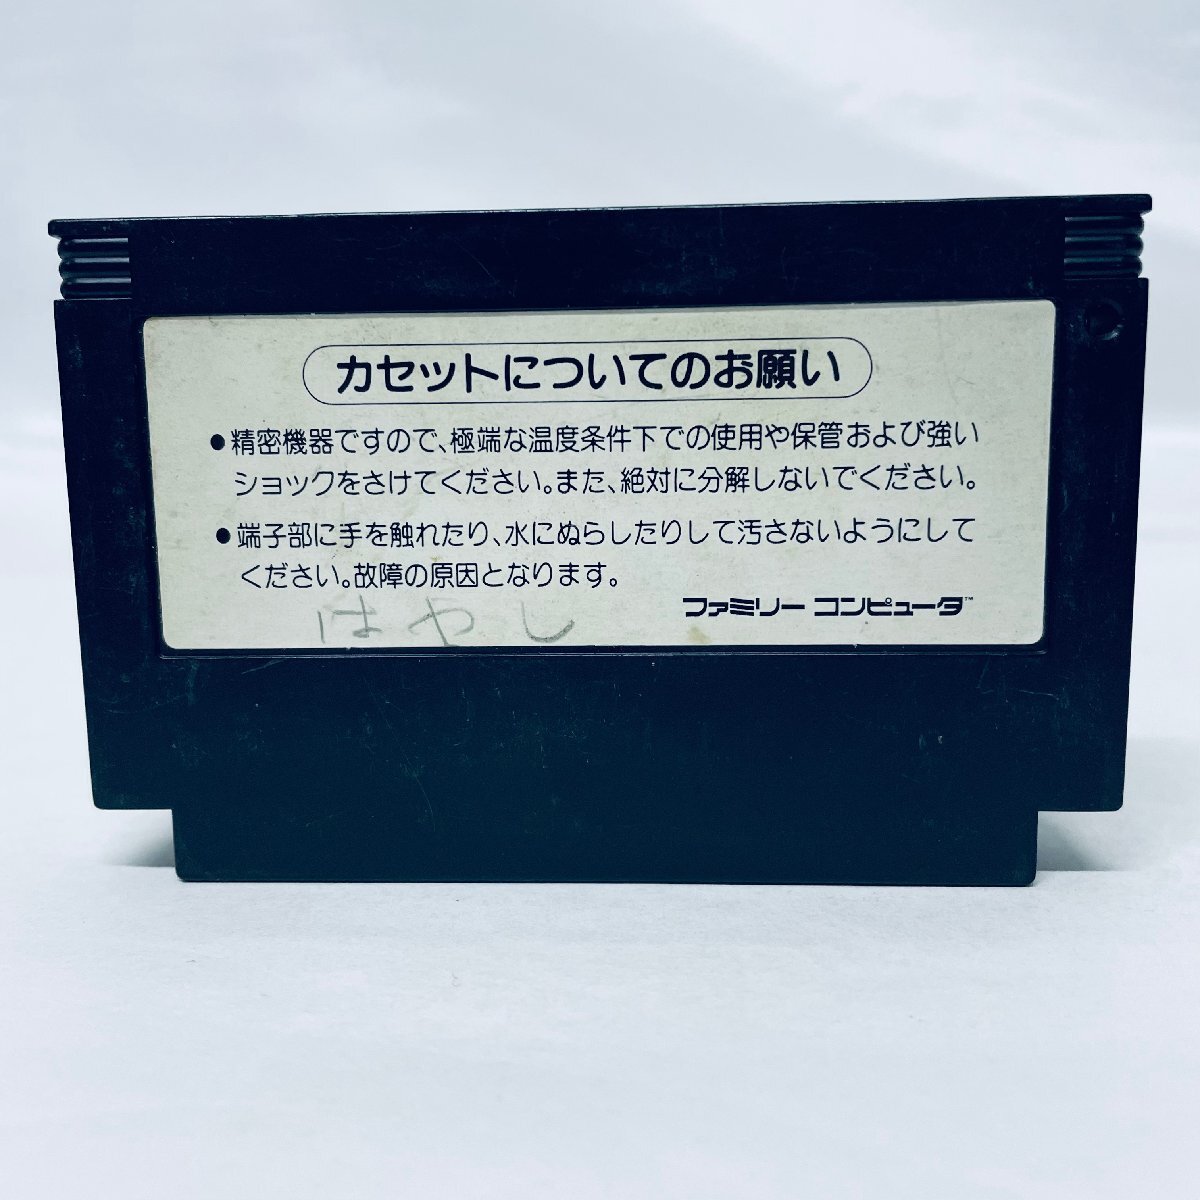 カセットについてのお願い
●精密機器ですので、極端な温度条件下での使用や保管および強い
ショックをさけてください。また、絶対に分解しないでください。
●端子部に手を触れたり、水にぬらしたりして汚さないようにして
ください。故障の原因となります。
ファミリー コンピュータ™
はやし